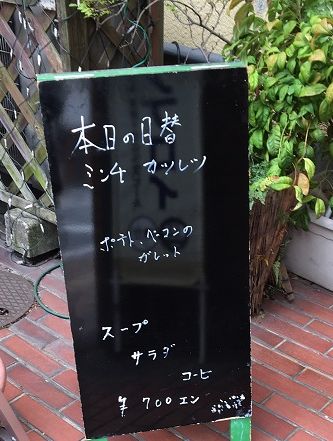 本日の日替
ミンチ カツレツ
ポテト、ベーコンの
ガレット
スープ
サラダ
コーヒ
¥ 700エン